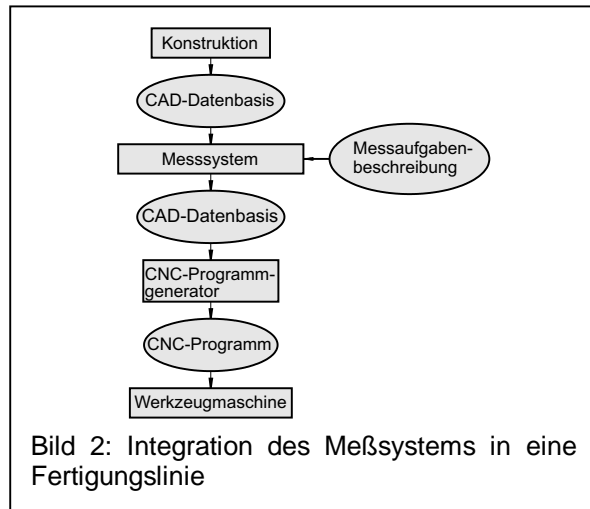 Konstruktion
CAD-Datenbasis
Messsystem
Messaufgaben-
beschreibung
CAD-Datenbasis
CNC-Programm-
generator
CNC-Programm
Werkzeugmaschine
Bild 2: Integration des Meßsystems in eine
Fertigungslinie